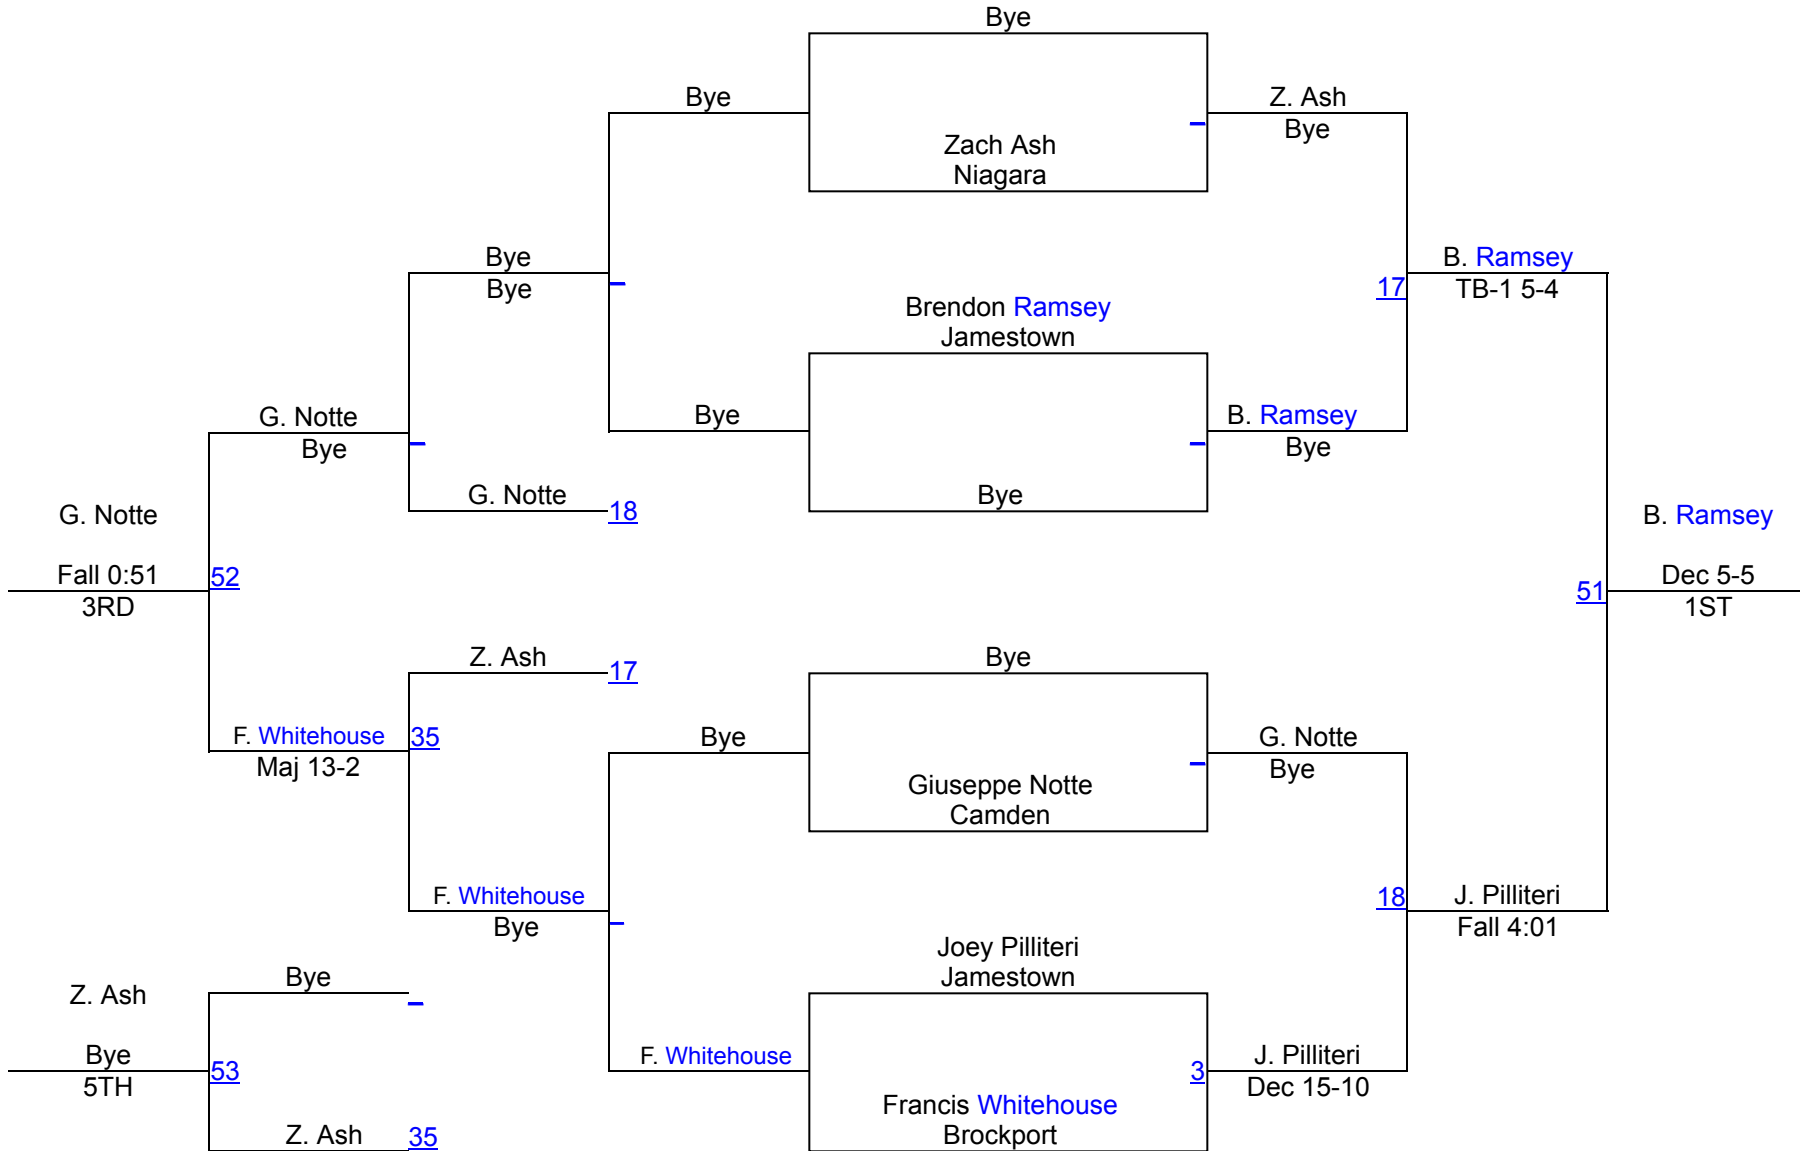 Bye
Bye
Z. Ash
Bye
Zach Ash
Niagara
Bye
Bye
B. Ramsey
17
TB-1 5-4
Brendon Ramsey
Jamestown
G. Notte
Bye
Bye
B. Ramsey
Bye
G. Notte
18
Bye
G. Notte
B. Ramsey
Fall 0:51
52
3RD
51
Dec 5-5
1ST
Z. Ash
17
Bye
F. Whitehouse
35
Maj 13-2
Bye
G. Notte
Bye
Giuseppe Notte
Camden
F. Whitehouse
Bye
18
J. Pilliteri
Fall 4:01
Joey Pilliteri
Jamestown
Z. Ash
Bye
Bye
53
5TH
F. Whitehouse
3
J. Pilliteri
Dec 15-10
Francis Whitehouse
Brockport
Z. Ash
35